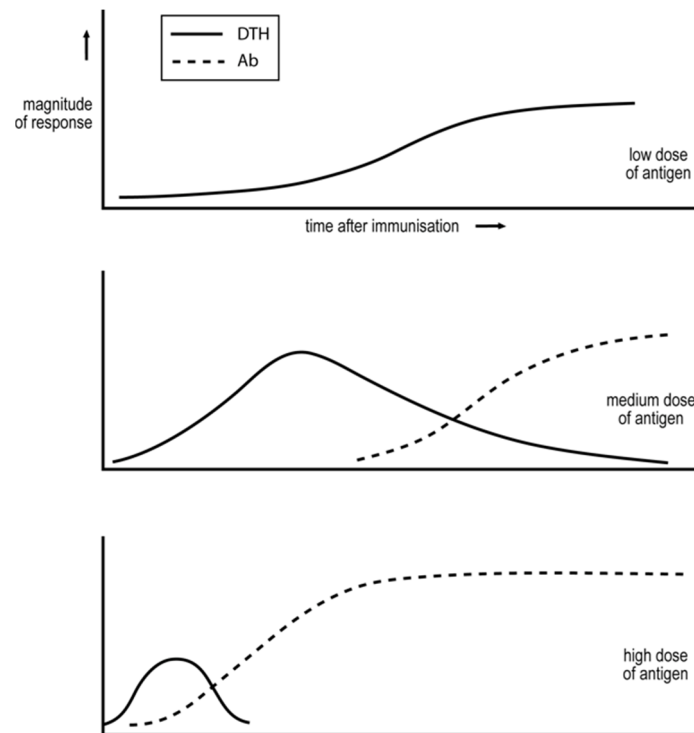 DTH
Ab
magnitude
of response
low dose
of antigen
time after immunisation
medium dose
of antigen
high dose
of antigen